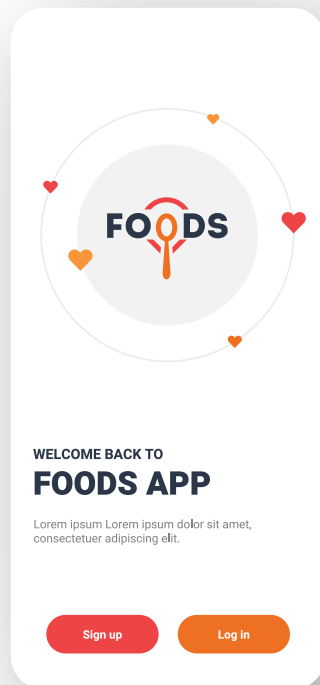 FOODS
WELCOME BACK TO
FOODS APP
Lorem ipsum Lorem ipsum dolor sit amet,
consectetuer adipiscing elit.
Sign up
Log in